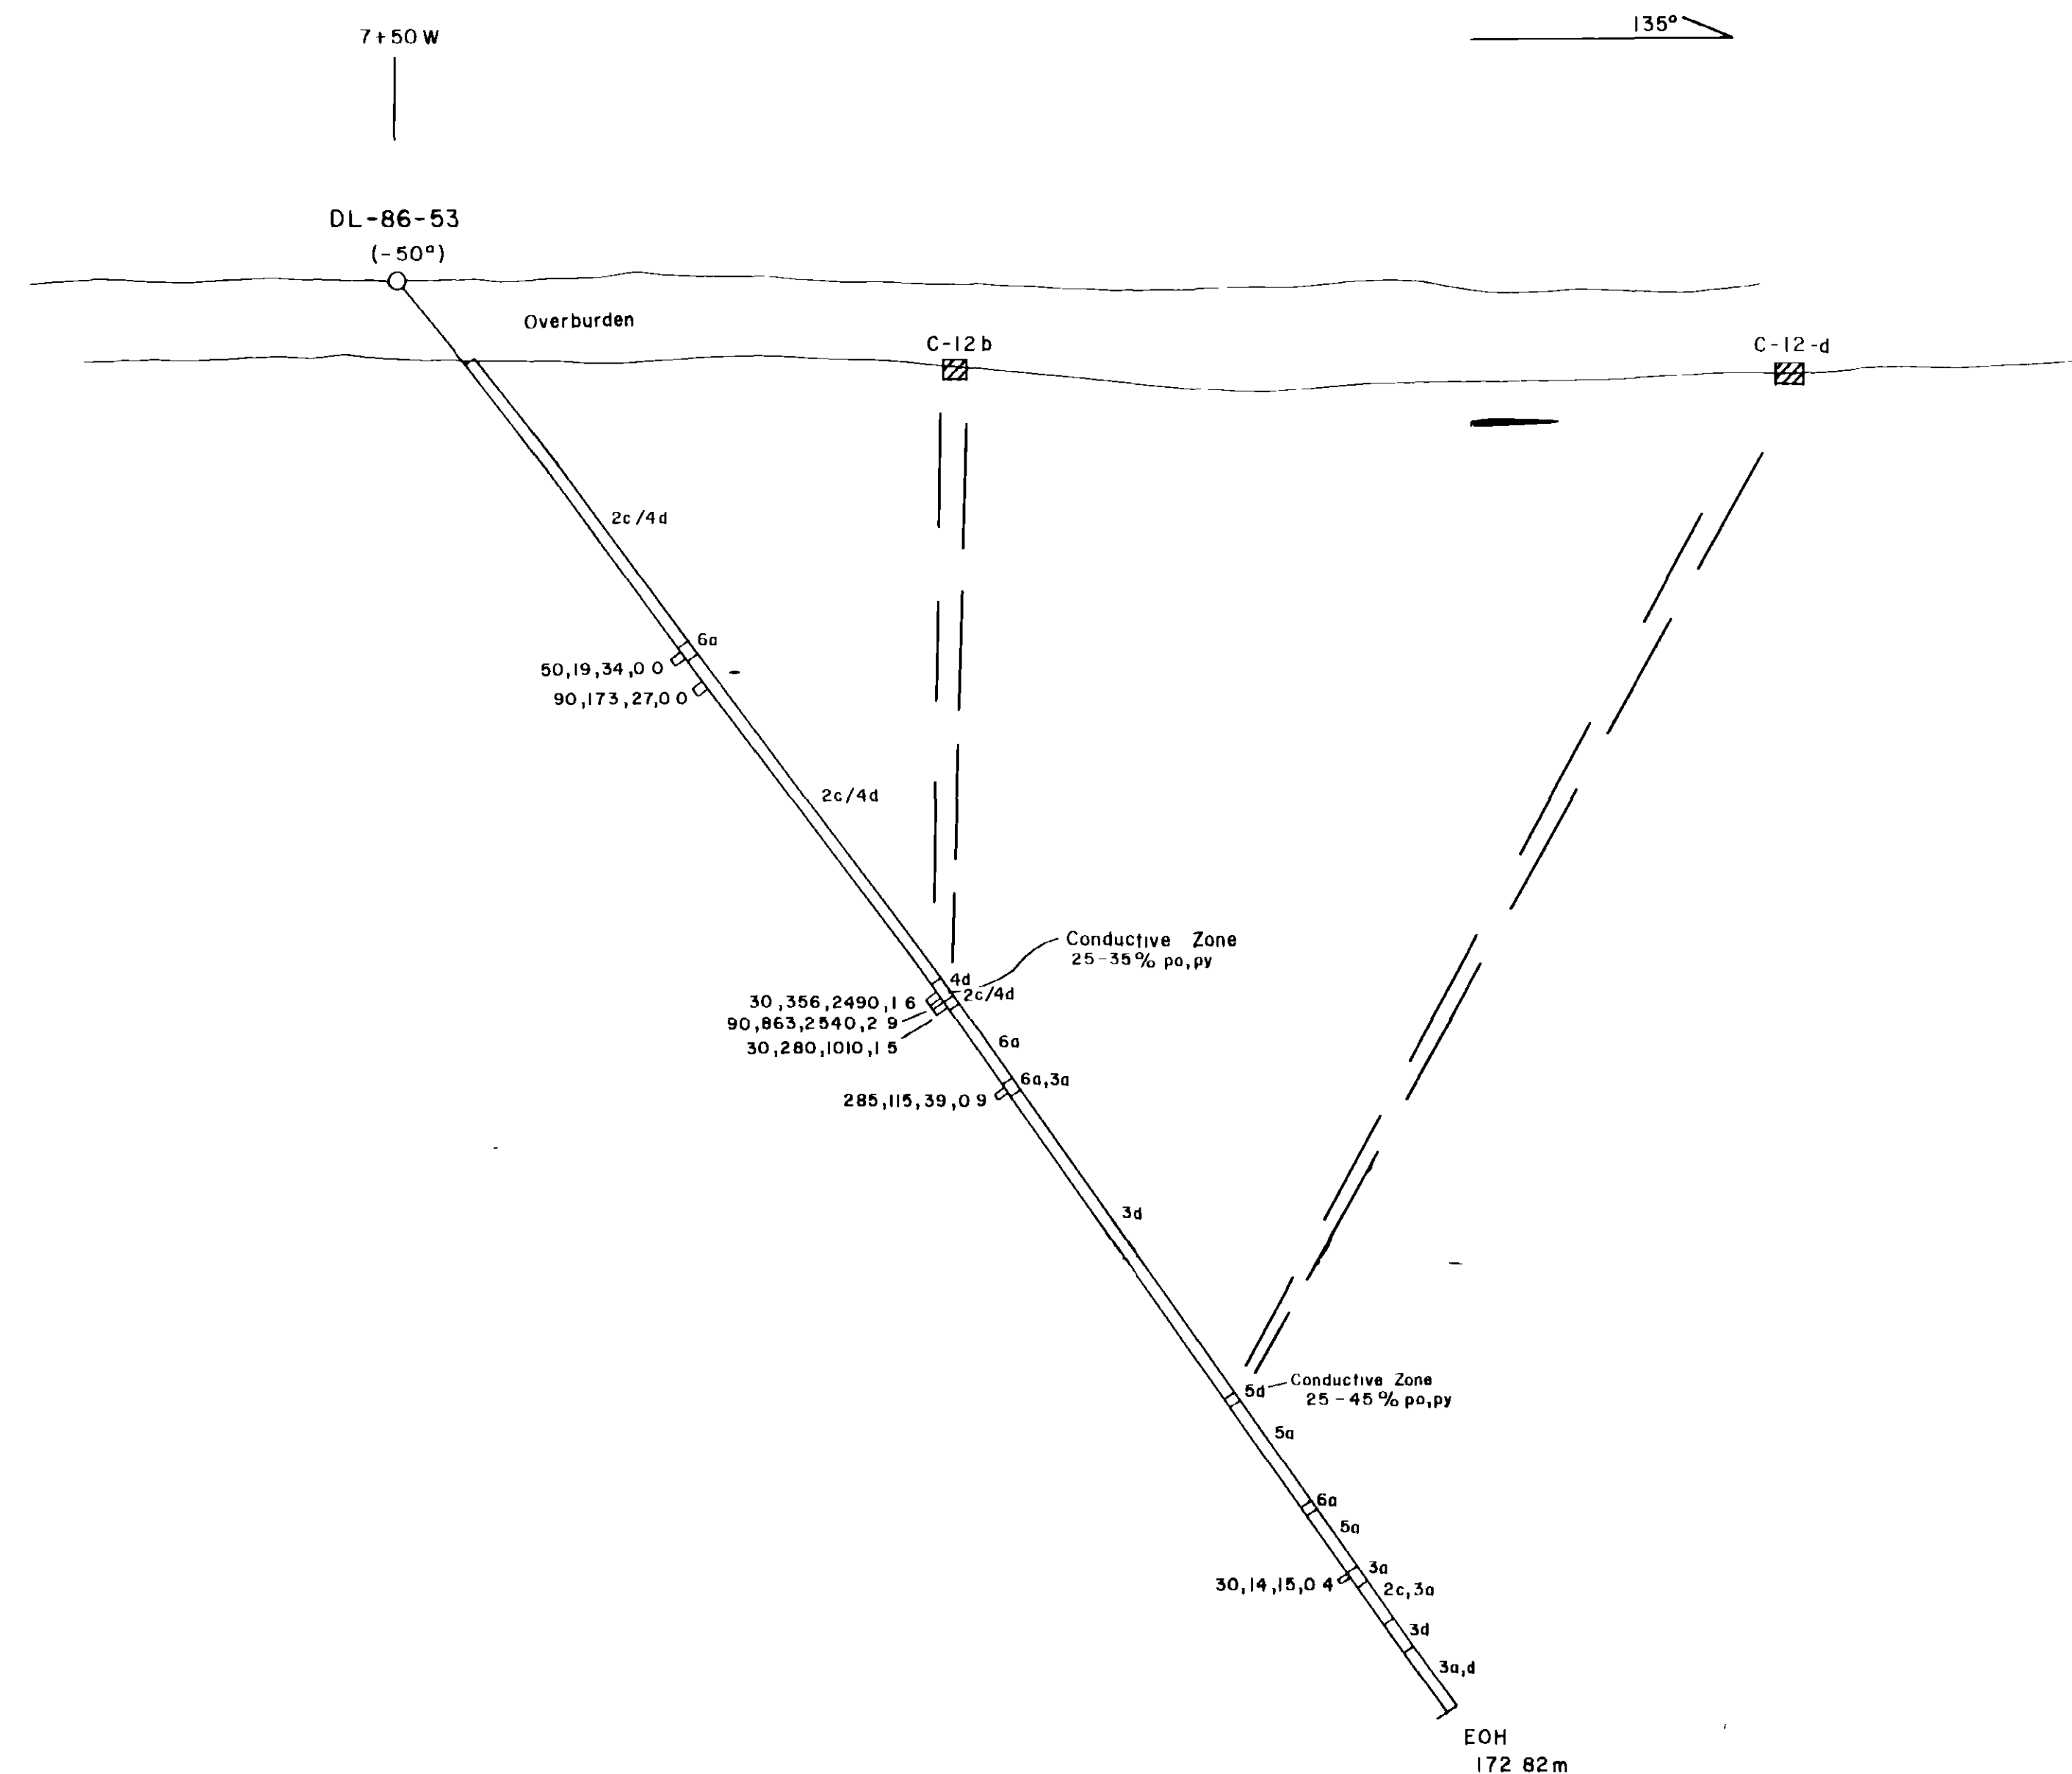 7+50 W
135°
DL-86-53
(-50°)
Overburden
C-12 b
C-12-d
2c/4d
6a
50,19,34,0 0
90,173,27,0 0
2c/4d
Conductive Zone
25-35% po,py
4d
2c/4d
30,356,2490,1 6
90,863,2540,2 9
30,280,1010,1 5
6a
6a,3a
285,115,39,0 9
3d
5d
Conductive Zone
25-45% po,py
5a
6a
5a
3a
30,14,15,0 4
2c,3a
3d
3a,d
EOH
172 82m